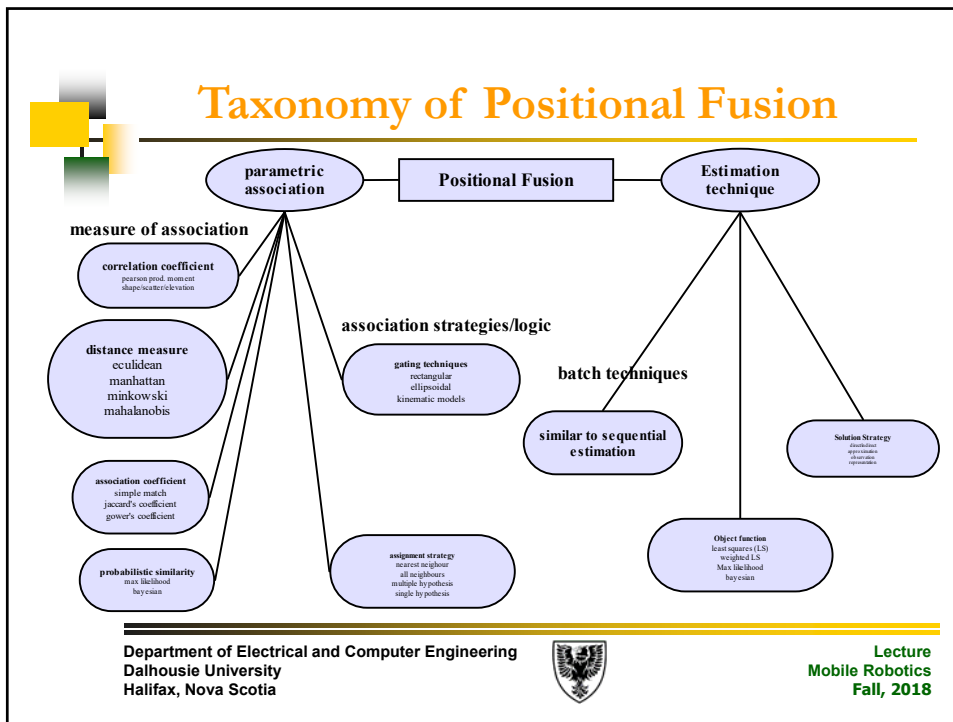 Taxonomy of Positional Fusion
parametric
association
Positional Fusion
Estimation
technique
measure of association
correlation coefficient
pearson prod. moment
shape/scatter/elevation
distance measure
eculidean
manhattan
minkowski
mahalanobis
association coefficient
simple match
jaccard's coefficient
gower's coefficient
probabilistic similarity
max likelihood
bayesian
association strategies/logic
gating techniques
rectangular
ellipsoidal
kinematic models
assignment strategy
nearest neighour
all neighbours
multiple hypothesis
single hypothesis
batch techniques
similar to sequential
estimation
Object function
least squares (LS)
weighted LS
Max likelihood
bayesian
Solution Strategy
approximation
observation
representation
Department of Electrical and Computer Engineering
Dalhousie University
Halifax, Nova Scotia
Lecture
Mobile Robotics
Fall, 2018